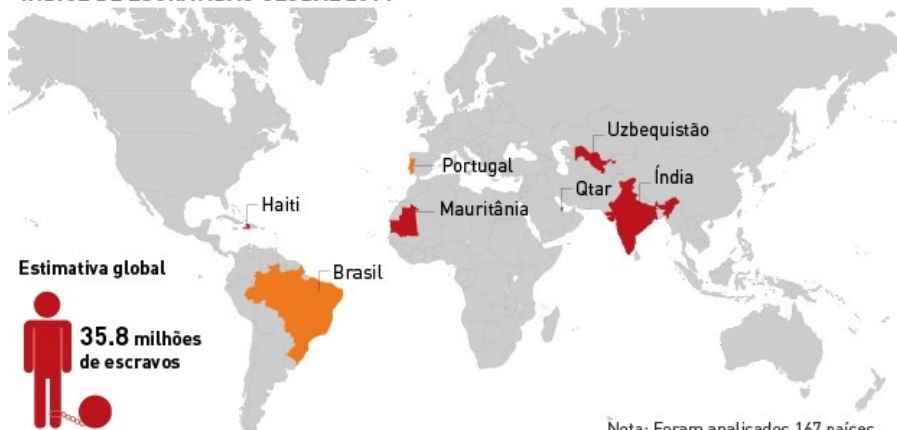 Uzbequistão
Portugal
Índia
Qtar
Haiti
Mauritânia
Estimativa global
Brasil
35.8 milhões
de escravos
Nota: Foram analisados 167 países